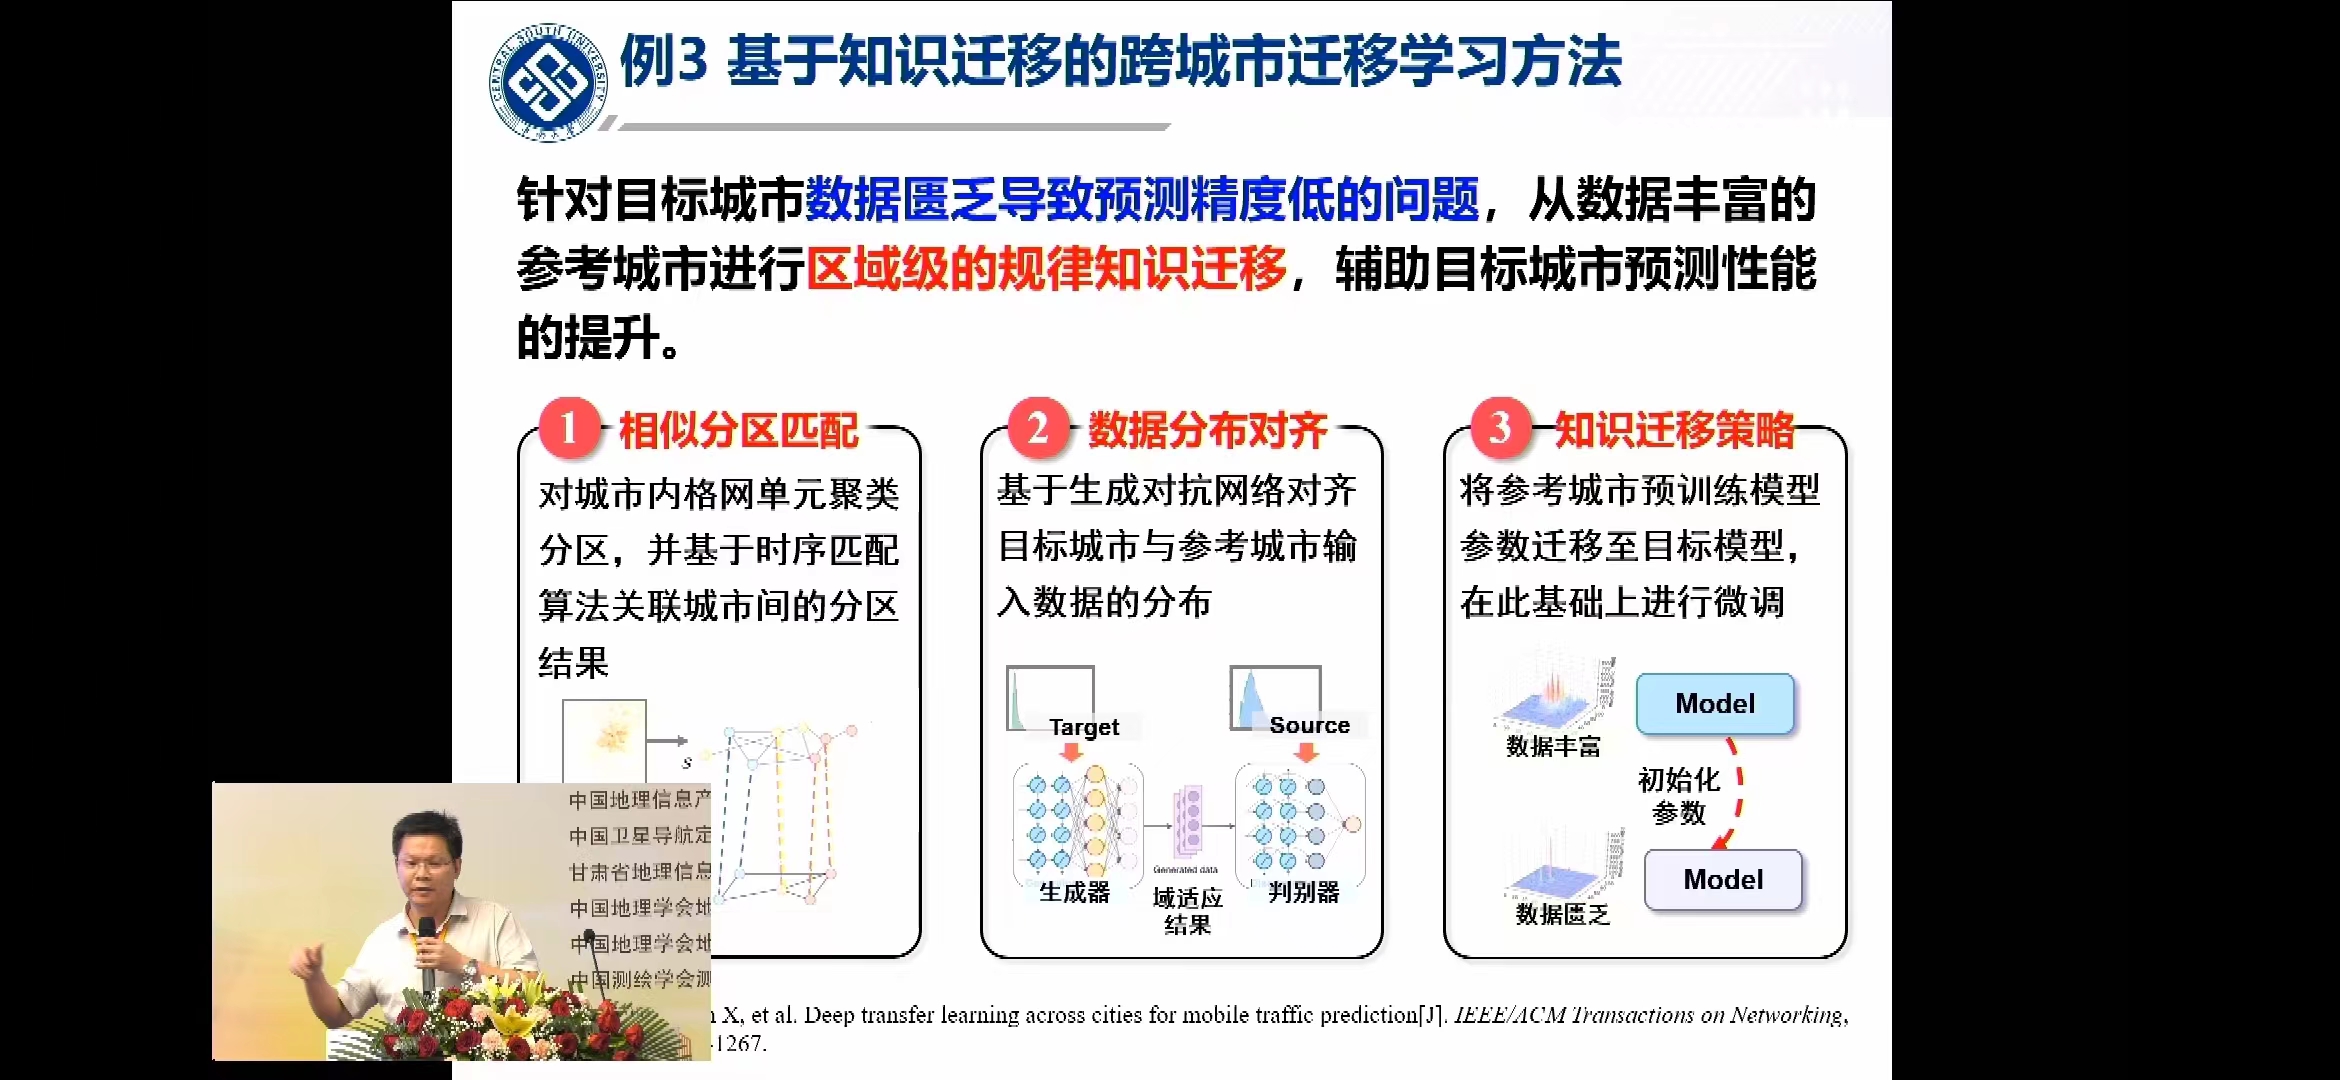 CENTRAL SOUTH UNIVERSITY
例3 基于知识迁移的跨城市迁移学习方法
针对目标城市数据匮乏导致预测精度低的问题，从数据丰富的
参考城市进行区域级的规律知识迁移，辅助目标城市预测性能
的提升。
1 相似分区匹配
对城市内格网单元聚类
分区，并基于时序匹配
算法关联城市间的分区
结果
s
2 数据分布对齐
基于生成对抗网络对齐
目标城市与参考城市输
入数据的分布
Target
Source
Generated data
生成器
域适应
结果
判别器
3 知识迁移策略
将参考城市预训练模型
参数迁移至目标模型，
在此基础上进行微调
数据丰富
Model
初始化
参数
数据匮乏
Model
中国地理信息产
中国卫星导航定
甘肃省地理信息
中国地理学会地
中国地理学会地
中国测绘学会测
X, et al. Deep transfer learning across cities for mobile traffic prediction[J]. IEEE/ACM Transactions on Networking,
-1267.